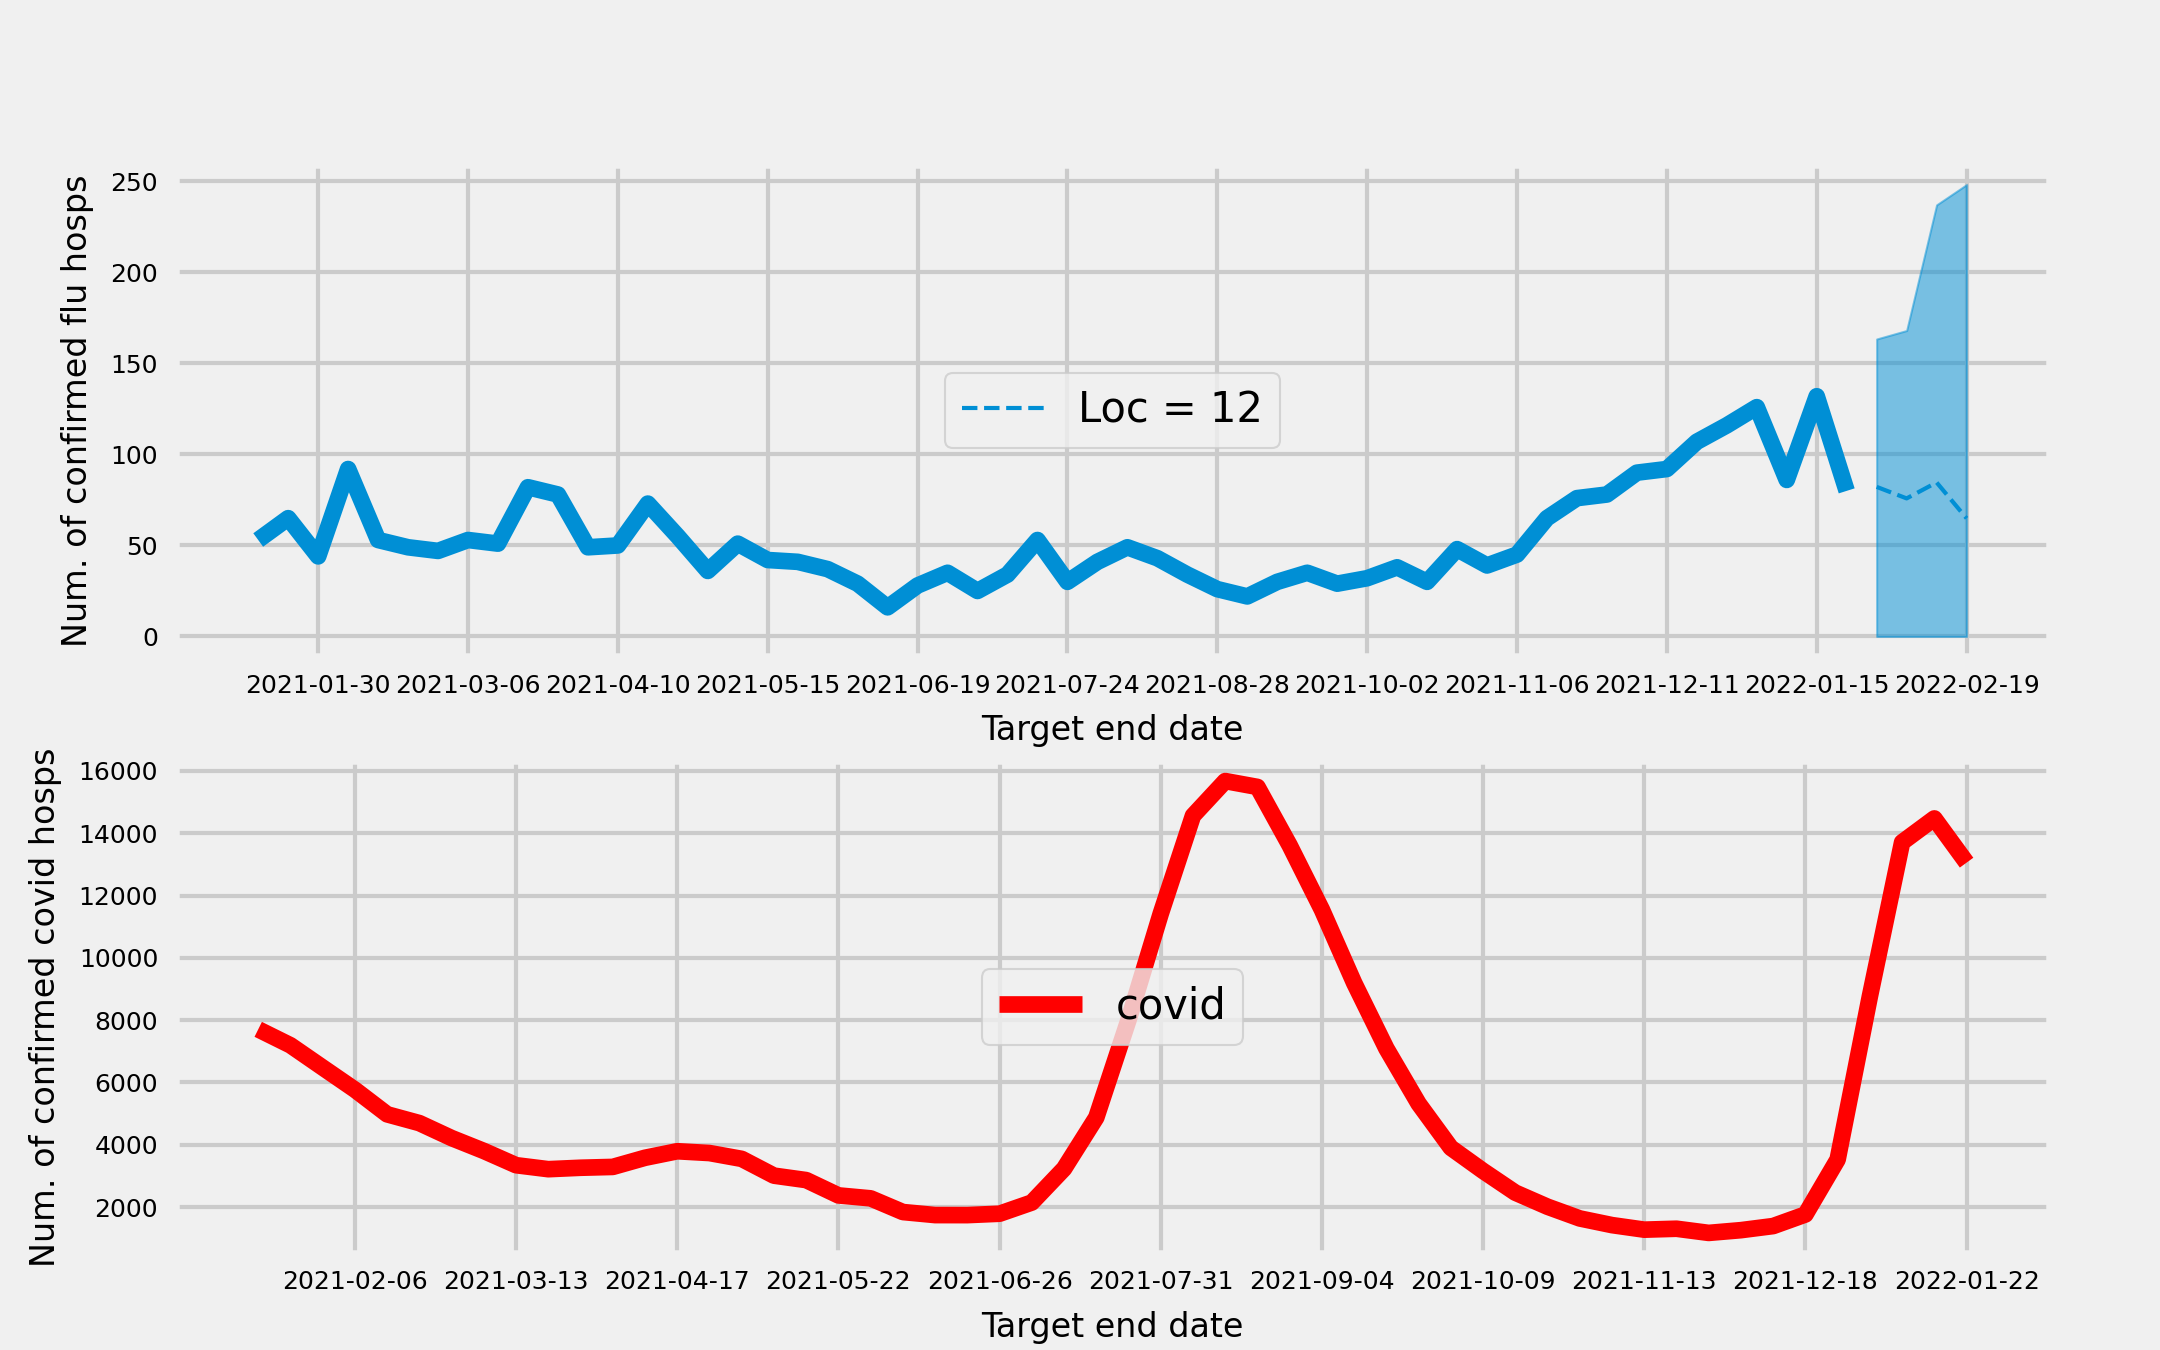 Num. of confirmed flu hosps
250
200
150
100
50
0
Loc = 12
2021-01-30 2021-03-06 2021-04-10 2021-05-15 2021-06-19 2021-07-24 2021-08-28 2021-10-02 2021-11-06 2021-12-11 2022-01-15 2022-02-19
Target end date
Num. of confirmed covid hosps
16000
14000
12000
10000
8000
6000
4000
2000
covid
2021-02-06 2021-03-13 2021-04-17 2021-05-22 2021-06-26 2021-07-31 2021-09-04 2021-10-09 2021-11-13 2021-12-18 2022-01-22
Target end date